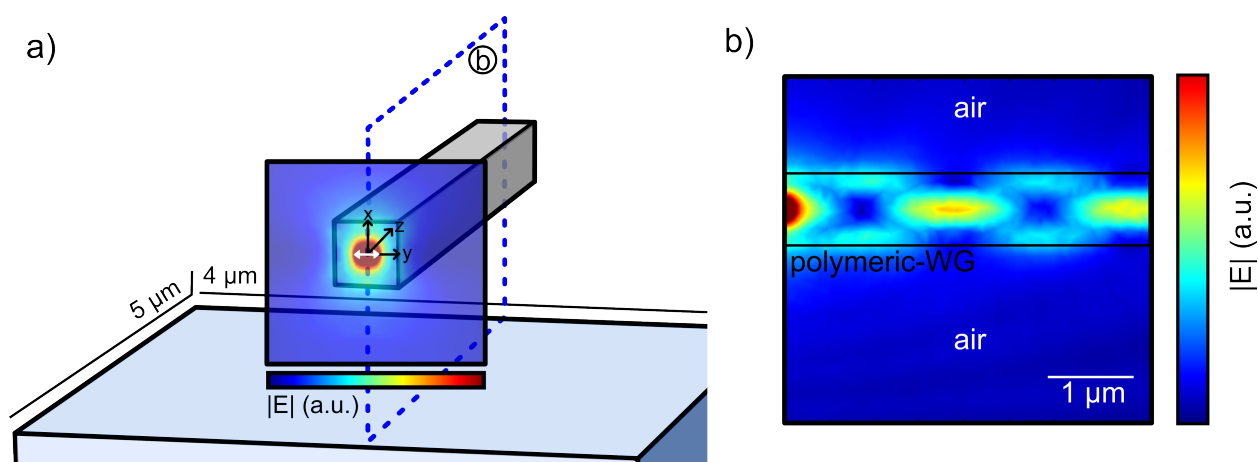 a)
b
x
z
y
5 µm
4 µm
|E| (a.u.)
b)
air
polymeric-WG
air
1 µm
|E| (a.u.)